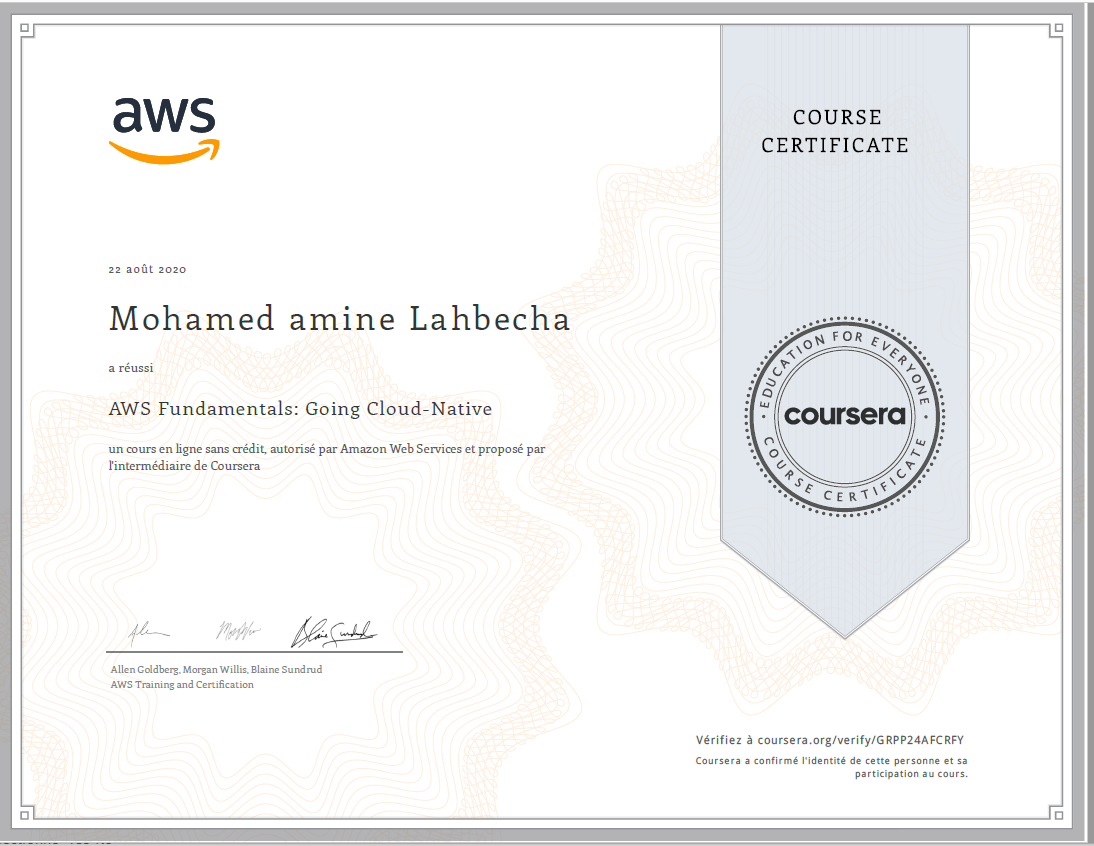 aws
COURSE
CERTIFICATE
22 août 2020
Mohamed amine Lahbecha
a réussi
AWS Fundamentals: Going Cloud-Native
un cours en ligne sans crédit, autorisé par Amazon Web Services et proposé par
l'intermédiaire de Coursera
EDUCATION FOR EVERYONE
coursera
COURSE CERTIFICATE
Allen Goldberg, Morgan Willis, Blaine Sundrud
AWS Training and Certification
Vérifiez à coursera.org/verify/GRPP24AFCRFY
Coursera a confirmé l'identité de cette personne et sa
participation au cours.